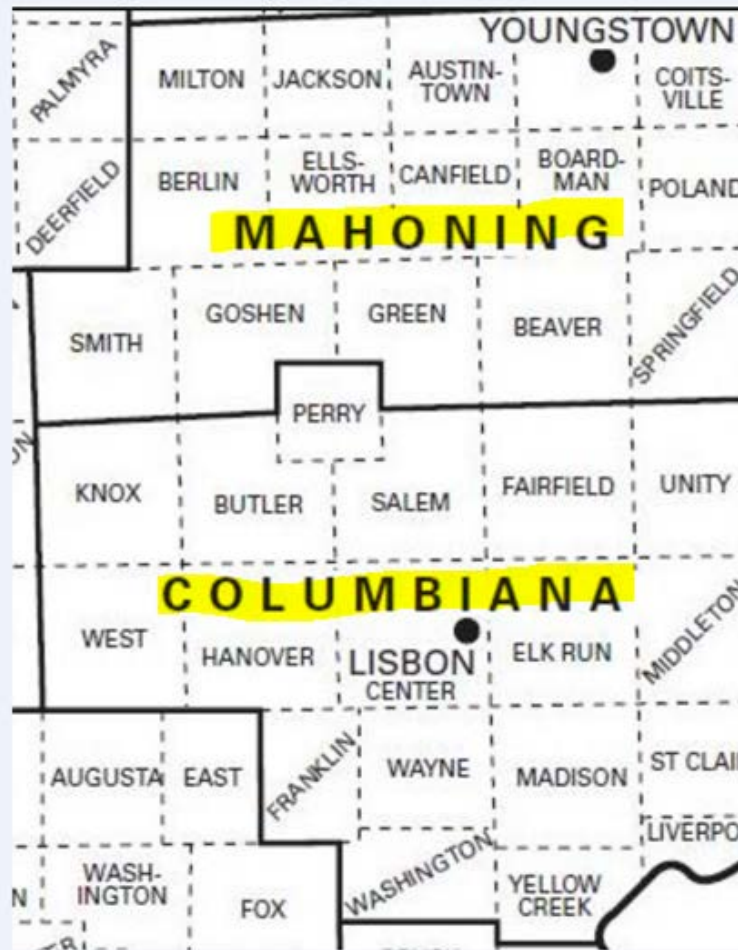 YOUNGSTOWN
PALMYRA
MILTON
JACKSON
AUSTIN-
TOWN
COITS-
VILLE
DEERFIELD
BERLIN
ELLS-
WORTH
CANFIELD
BOARD-
MAN
POLAND
MAHONING
SMITH
GOSHEN
GREEN
BEAVER
SPRINGFIELD
PERRY
KNOX
BUTLER
SALEM
FAIRFIELD
UNITY
COLUMBIANA
WEST
HANOVER
LISBON
CENTER
ELK RUN
MIDDLETON
AUGUSTA
EAST
FRANKLIN
WAYNE
MADISON
ST CLAI
LIVERPO
WASH-
INGTON
FOX
WASHINGTON
YELLOW
CREEK